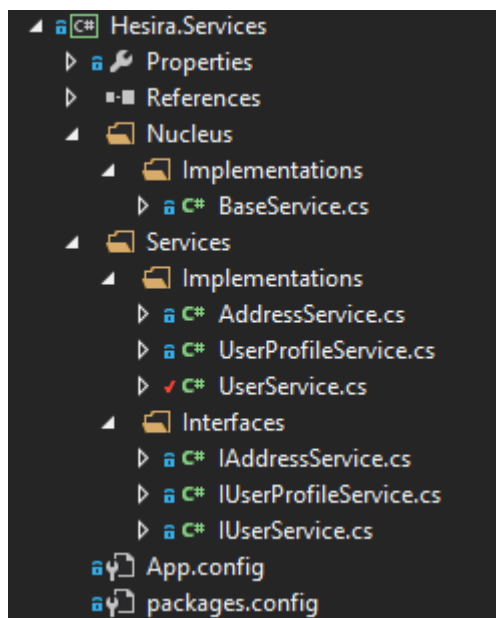 C# Hesira.Services
Properties
References
Nucleus
Implementations
C# BaseService.cs
Services
Implementations
C# AddressService.cs
C# UserProfileService.cs
C# UserService.cs
Interfaces
C# IAddressService.cs
C# IUserProfileService.cs
C# IUserService.cs
App.config
packages.config